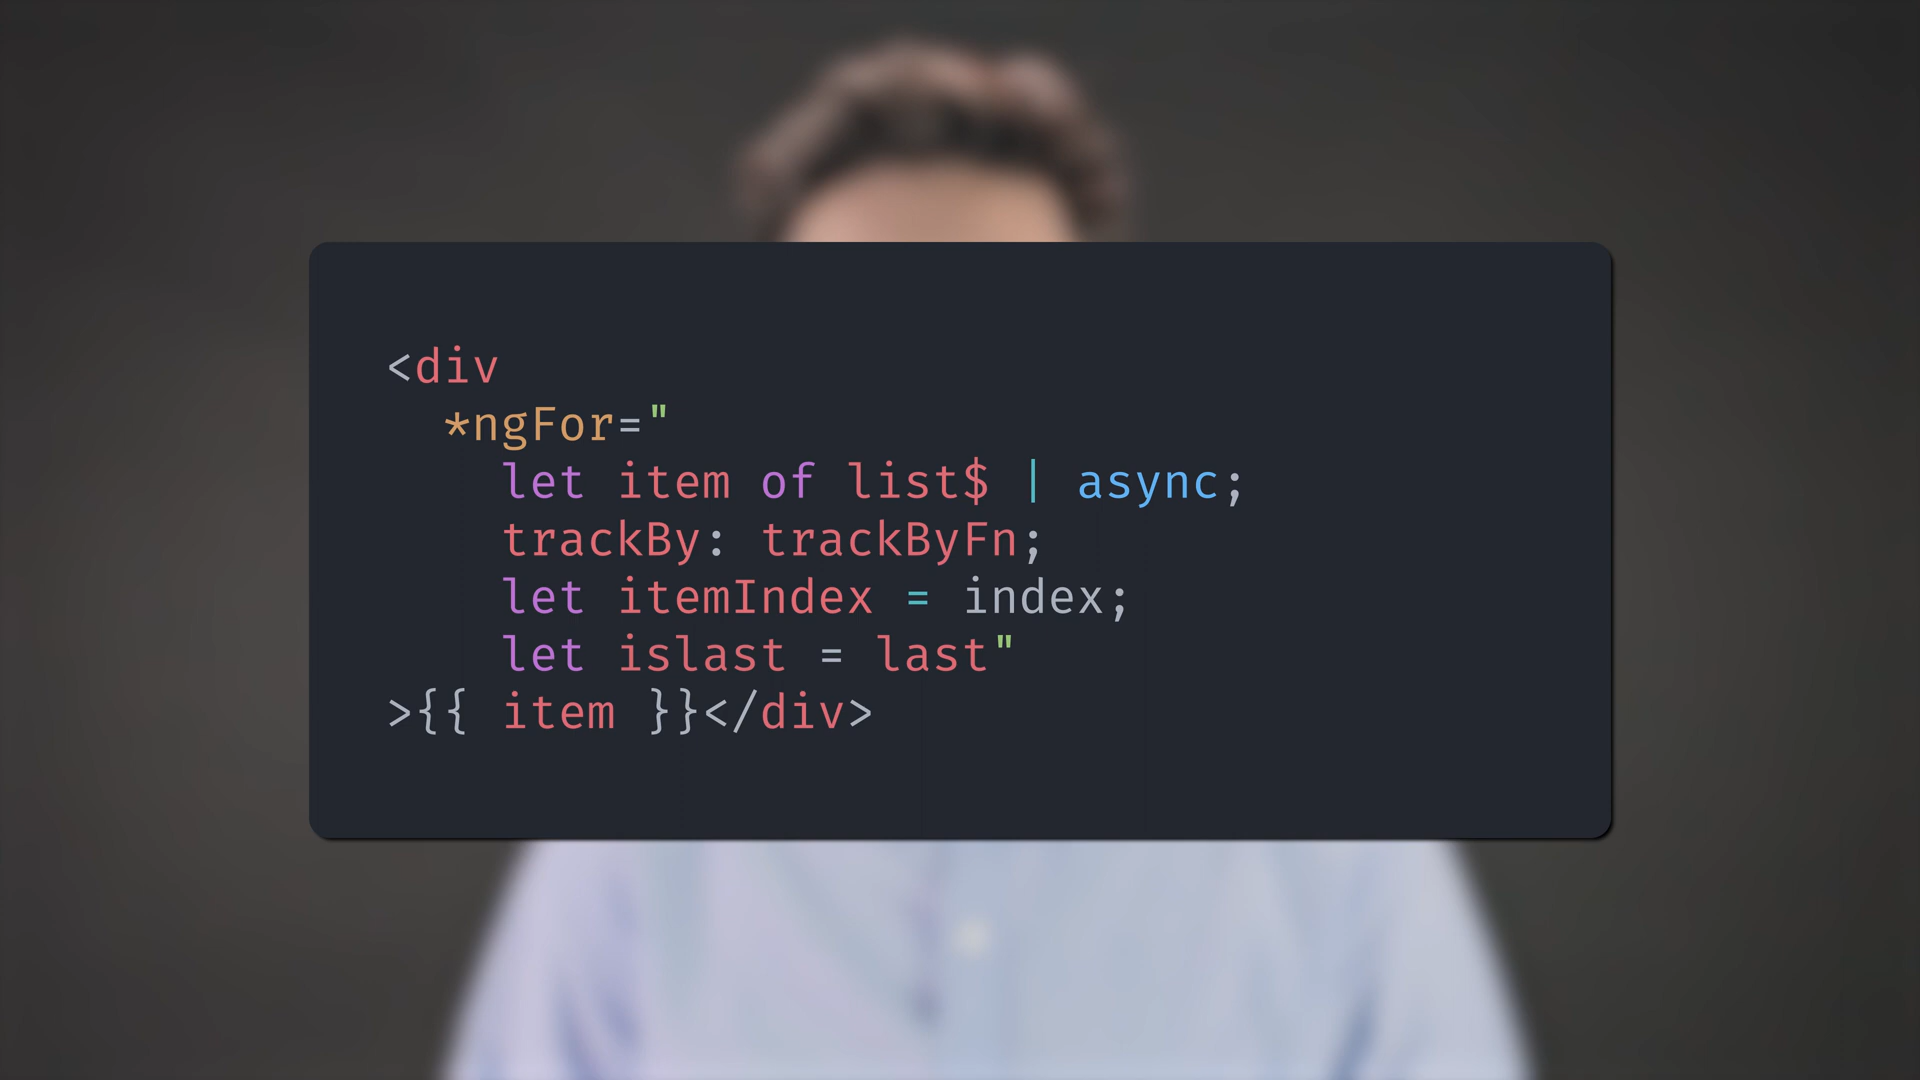 <div
*ngFor="
let item of list$ | async;
trackBy: trackByFn;
let itemIndex = index;
let islast = last"
>{{ item }}</div>